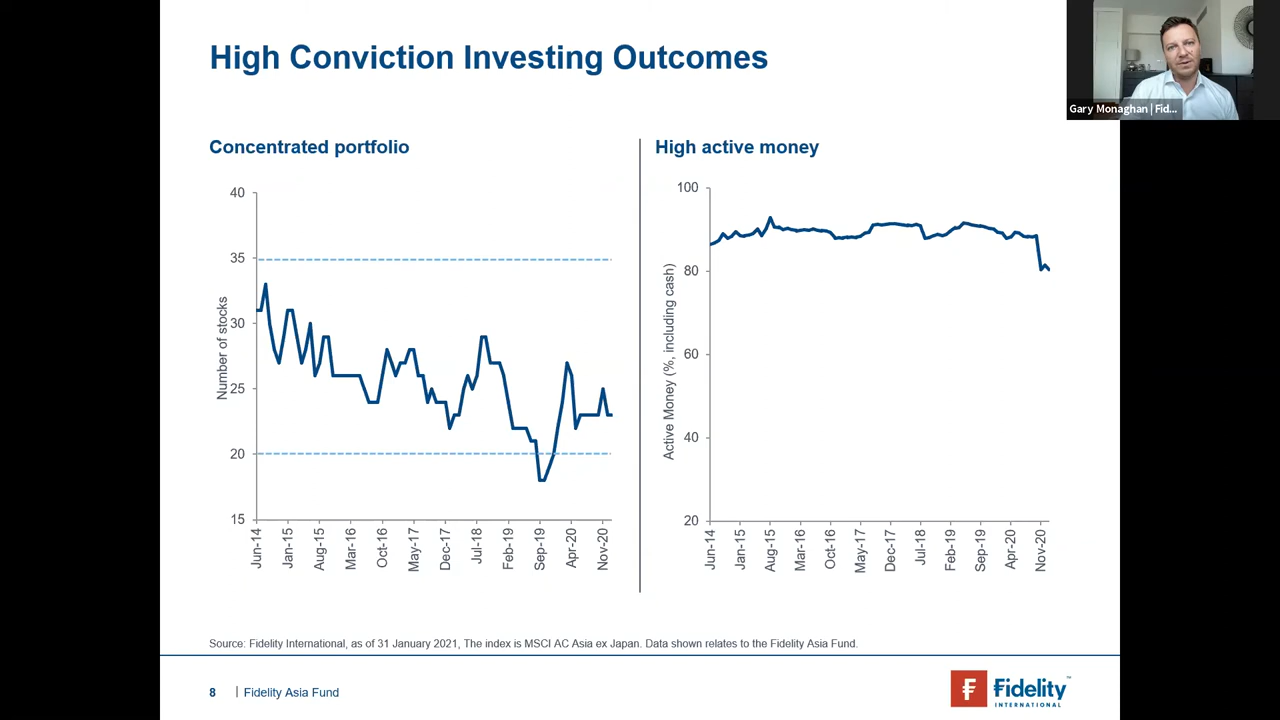 High Conviction Investing Outcomes
Gary Monaghan | Fid...
Concentrated portfolio
Number of stocks
40
35
30
25
20
15
Jun-14
Jan-15
Aug-15
Mar-16
Oct-16
May-17
Dec-17
Jul-18
Feb-19
Sep-19
Apr-20
Nov-20
High active money
Active Money (%, including cash)
100
80
60
40
20
Jun-14
Jan-15
Aug-15
Mar-16
Oct-16
May-17
Dec-17
Jul-18
Feb-19
Sep-19
Apr-20
Nov-20
Source: Fidelity International, as of 31 January 2021, The index is MSCI AC Asia ex Japan. Data shown relates to the Fidelity Asia Fund.
8 | Fidelity Asia Fund
Fidelity™
INTERNATIONAL